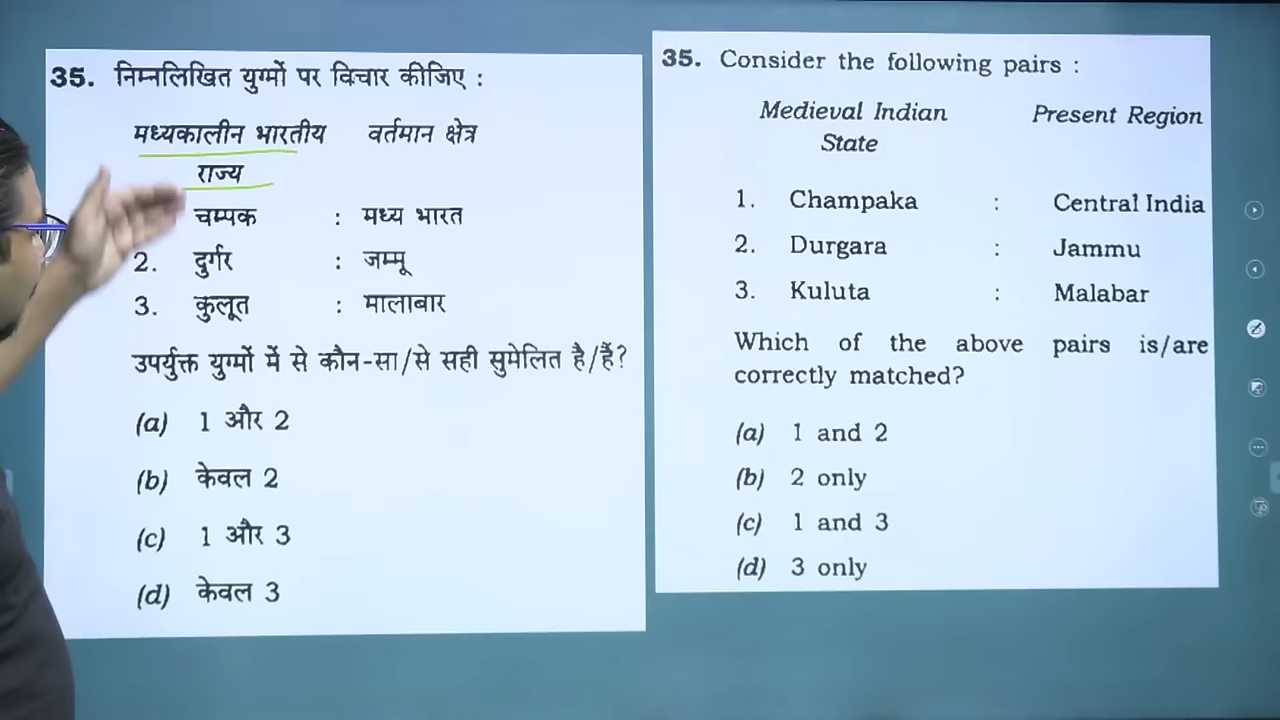 35. निम्नलिखित युग्मों पर विचार कीजिए :
मध्यकालीन भारतीय वर्तमान क्षेत्र
राज्य
चम्पक : मध्य भारत
2. दुर्गर : जम्मू
3. कुलूत : मालाबार
उपर्युक्त युग्मों में से कौन-सा/से सही सुमेलित है/हैं?
(a) 1 और 2
(b) केवल 2
(c) 1 और 3
(d) केवल 3
35. Consider the following pairs :
Medieval Indian Present Region
State
1. Champaka : Central India
2. Durgara : Jammu
3. Kuluta : Malabar
Which of the above pairs is/are
correctly matched?
(a) 1 and 2
(b) 2 only
(c) 1 and 3
(d) 3 only